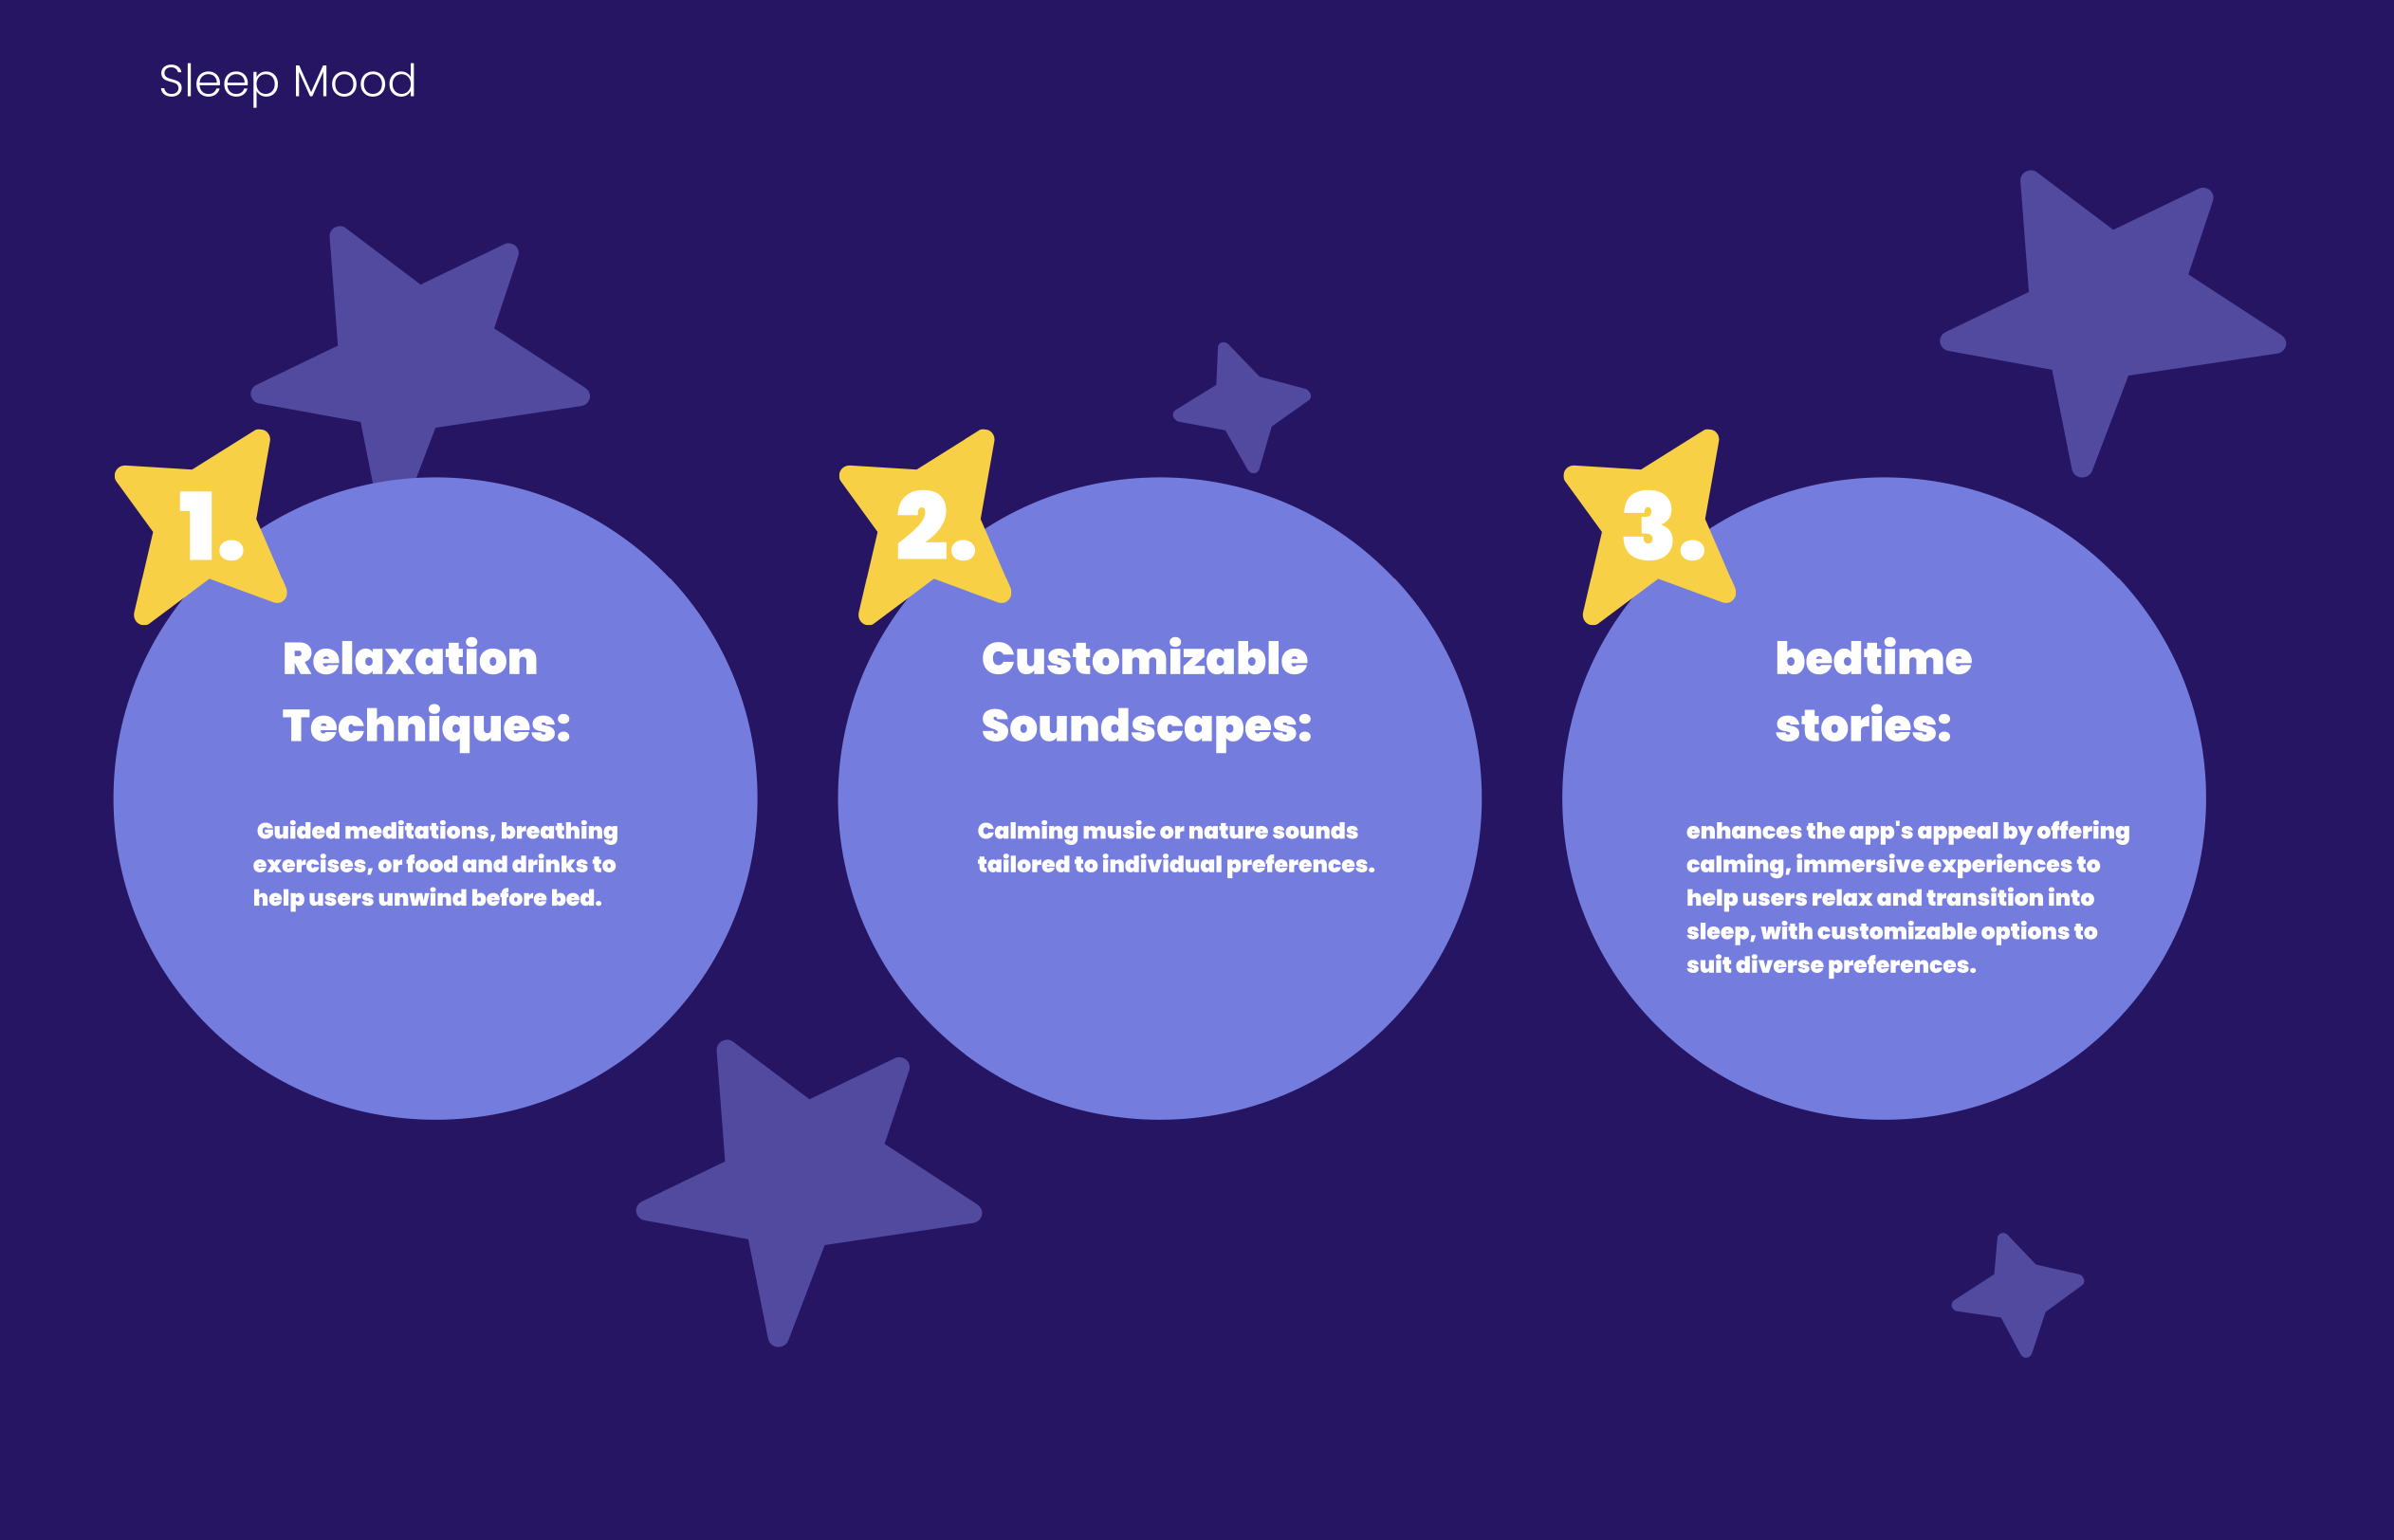 Sleep Mood
1.
Relaxation
Techniques:
Guided meditations, breathing
exercises, or food and drinks to
help users unwind before bed.
2.
Customizable
Soundscapes:
Calming music or nature sounds
tailored to individual preferences.
3.
bedtime
stories:
enhances the app's appeal by offering
calming, immersive experiences to
help users relax and transition into
sleep, with customizable options to
suit diverse preferences.